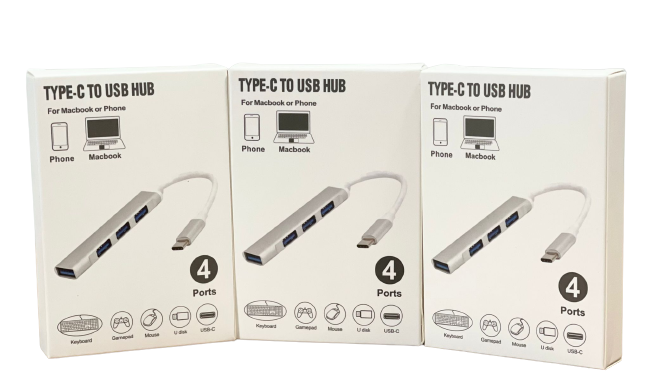 TYPE-C TO USB HUB
For Macbook or Phone
Phone
Macbook
4
Ports
Keyboard
Gamepad
Mouse
U disk
USB-C
TYPE-C TO USB HUB
For Macbook or Phone
Phone
Macbook
4
Ports
Keyboard
Gamepad
Mouse
U disk
USB-C
TYPE-C TO USB HUB
For Macbook or Phone
Phone
Macbook
4
Ports
Keyboard
Gamepad
Mouse
U disk
USB-C